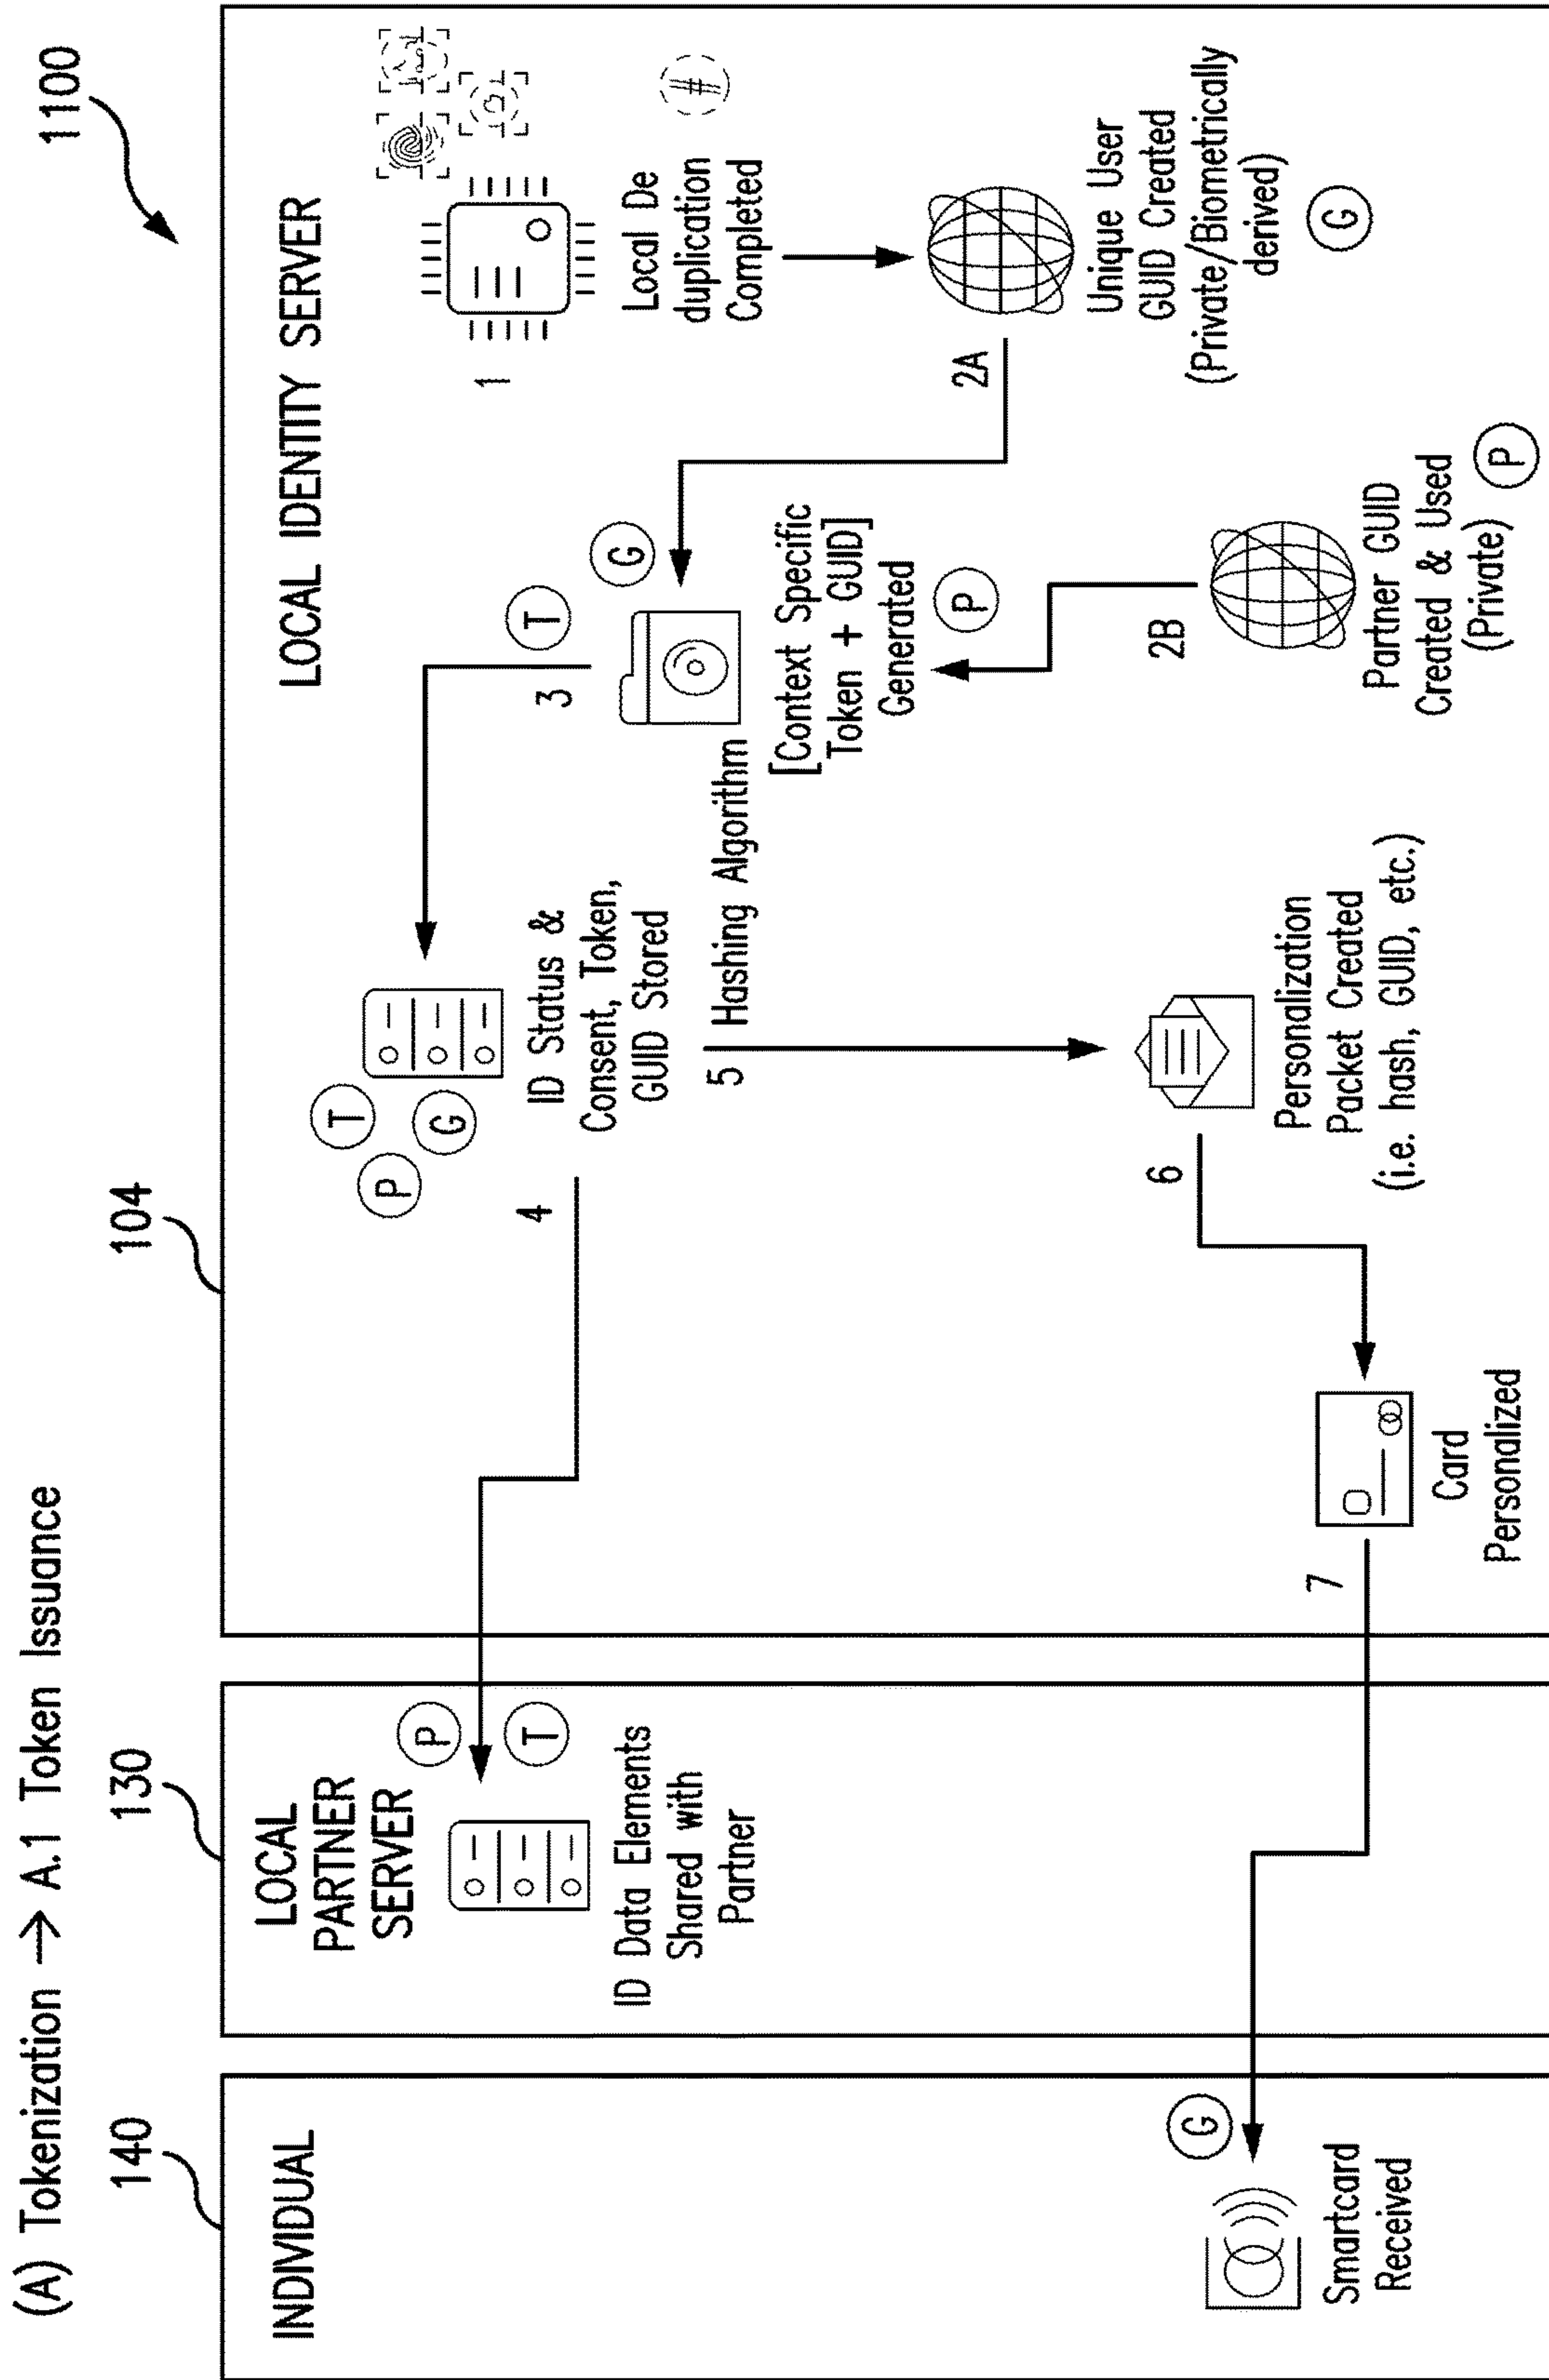 (A) Tokenization → A.1 Token Issuance
1100
140
130
104
INDIVIDUAL
G
Smartcard
Received
LOCAL
PARTNER
SERVER
P
T
ID Data Elements
Shared with
Partner
LOCAL IDENTITY SERVER
1
Local De
duplication
Completed
#
2A
Unique User
GUID Created
(Private/Biometrically
derived)
G
2B
Partner GUID
Created & Used
(Private)
P
T
G
[Context Specific
Token + GUID]
Generated
P
Hashing Algorithm
3
T
P
G
ID Status &
Consent, Token,
GUID Stored
4
5
Personalization
Packet Created
(i.e. hash, GUID, etc.)
6
Card
Personalized
7